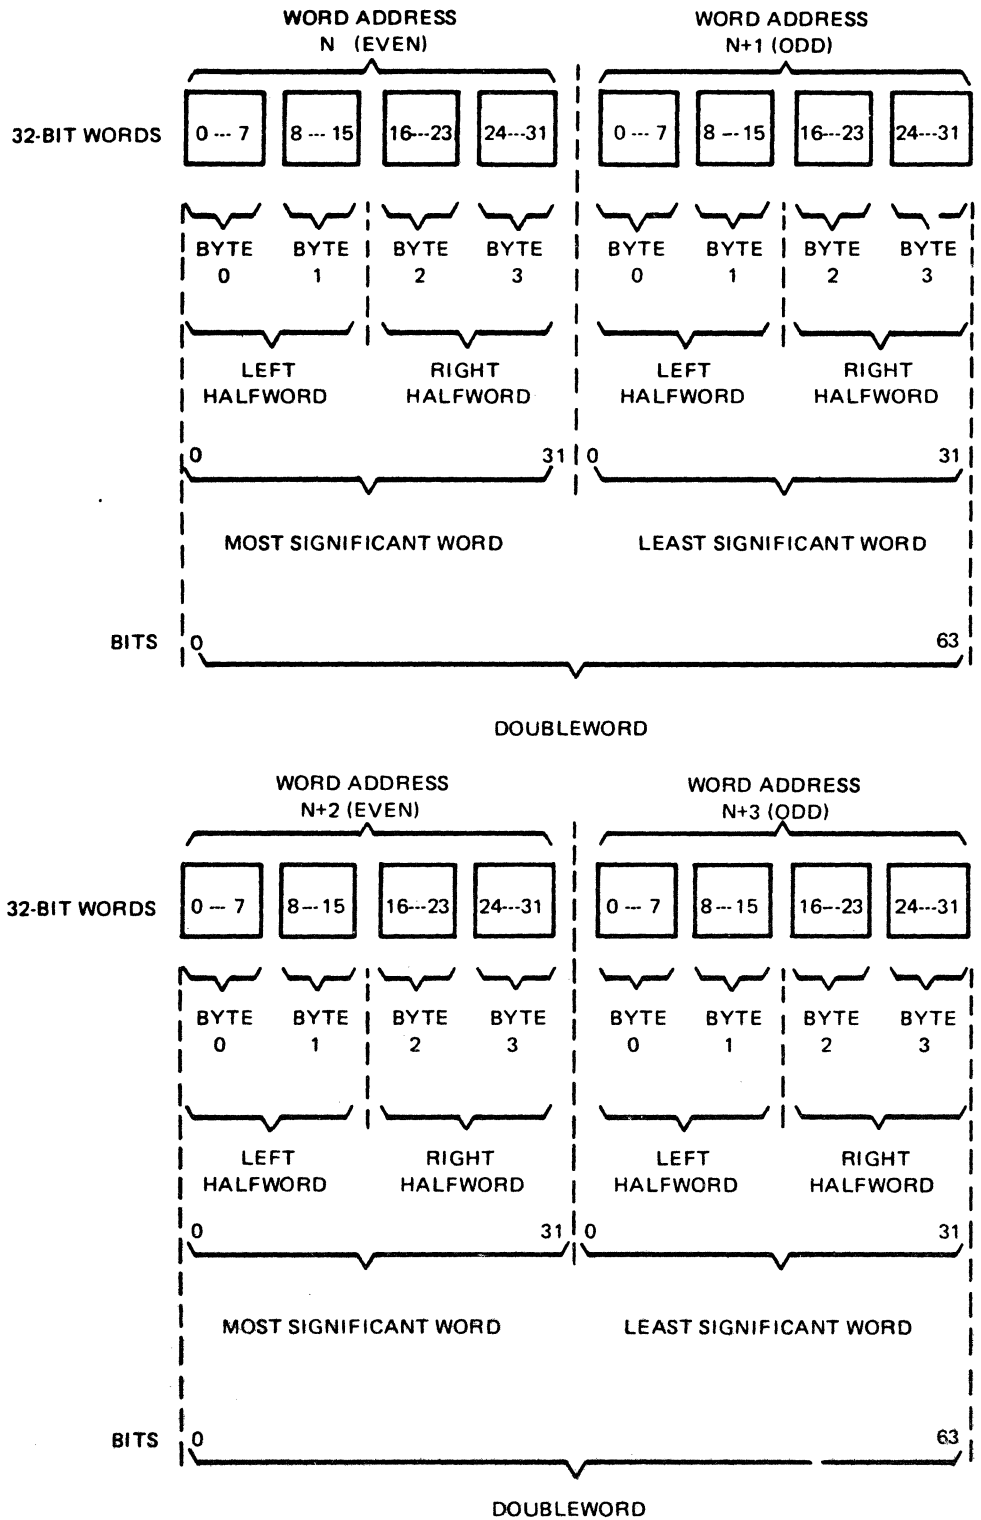 WORD ADDRESS WORD ADDRESS
N (EVEN) N+1 (ODD)
32-BIT WORDS 0 --- 7 8 --- 15 16---23 24---31 0 --- 7 8 ---15 16---23 24---31
BYTE BYTE BYTE BYTE BYTE BYTE BYTE BYTE
0 1 2 3 0 1 2 3
LEFT RIGHT LEFT RIGHT
HALFWORD HALFWORD HALFWORD HALFWORD
0 31 0 31
MOST SIGNIFICANT WORD LEAST SIGNIFICANT WORD
BITS 0 63
DOUBLEWORD
WORD ADDRESS WORD ADDRESS
N+2 (EVEN) N+3 (ODD)
32-BIT WORDS 0 --- 7 8---15 16---23 24---31 0 --- 7 8---15 16---23 24---31
BYTE BYTE BYTE BYTE BYTE BYTE BYTE BYTE
0 1 2 3 0 1 2 3
LEFT RIGHT LEFT RIGHT
HALFWORD HALFWORD HALFWORD HALFWORD
0 31 0 31
MOST SIGNIFICANT WORD LEAST SIGNIFICANT WORD
BITS 0 63
DOUBLEWORD